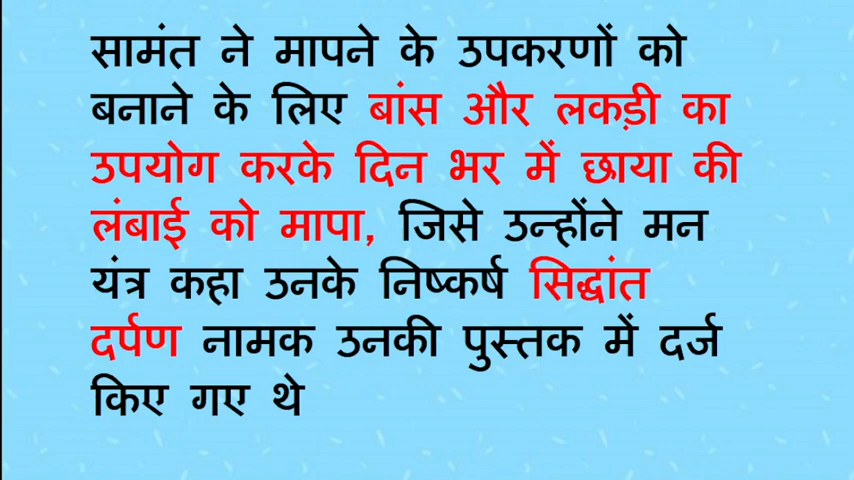 सामंत ने मापने के उपकरणों को
बनाने के लिए बांस और लकड़ी का
उपयोग करके दिन भर में छाया की
लंबाई को मापा, जिसे उन्होंने मन
यंत्र कहा उनके निष्कर्ष सिद्धांत
दर्पण नामक उनकी पुस्तक में दर्ज
किए गए थे